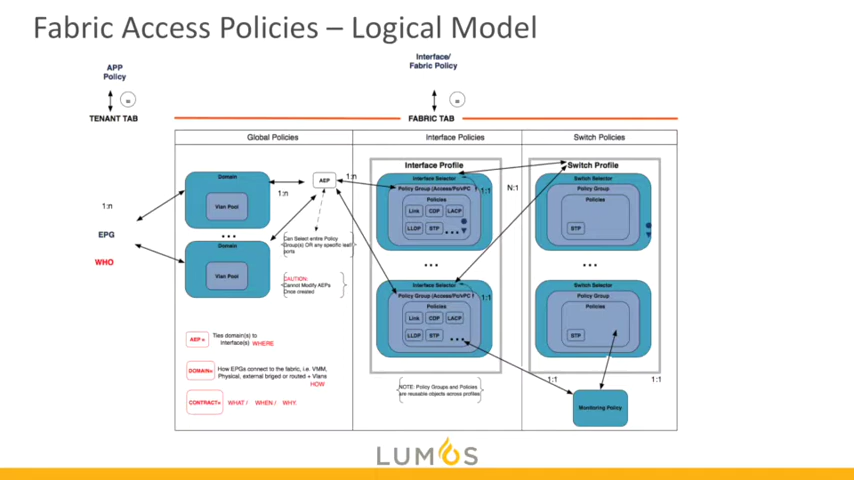 Fabric Access Policies – Logical Model
APP
Policy
Interface/
Fabric Policy
=
=
TENANT TAB
FABRIC TAB
Global Policies
Interface Policies
Switch Policies
Domain
Vlan Pool
Domain
Vlan Pool
1:n
AEP
1:n
1:n
EPG
WHO
Can Select entire Policy
Group(s) OR any specific leaf
ports
CAUTION:
Cannot Modify AEPs
Once created
AEP=
Ties domain(s) to
Interface(s) WHERE
DOMAIN=
How EPGs connect to the fabric, i.e. VMM,
Physical, external briged or routed + Vlans
HOW
CONTRACT=
WHAT / WHEN / WHY
Interface Profile
Interface Selector
Policy Group (Access/Po/vPC
1:1
Policies
Link CDP LACP
LLDP STP
Interface Selector
Policy Group (Access/Po/vPC
1:1
Policies
Link CDP LACP
LLDP STP
NOTE: Policy Groups and Policies
are reusable objects across profiles
N:1
Switch Profile
Switch Selector
Policy Group
Policies
STP
Switch Selector
Policy Group
Policies
STP
1:1
1:1
Monitoring Policy
LUMOS